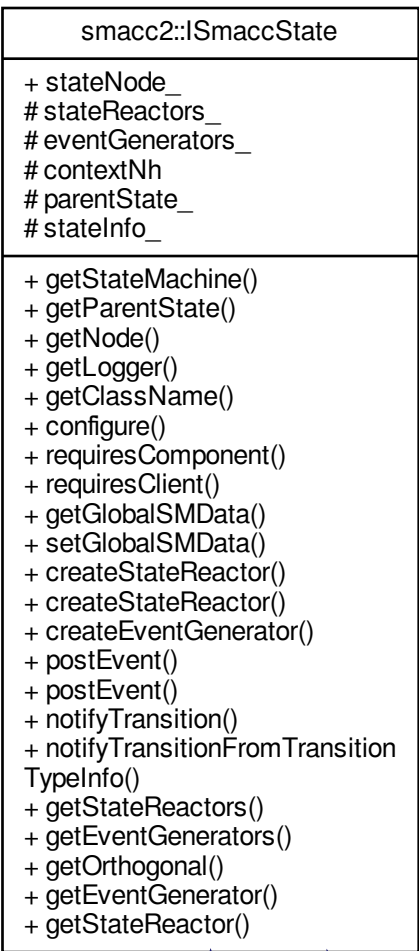 smacc2::ISmaccState
+ stateNode_
# stateReactors_
# eventGenerators_
# contextNh
# parentState_
# stateInfo_
+ getStateMachine()
+ getParentState()
+ getNode()
+ getLogger()
+ getClassName()
+ configure()
+ requiresComponent()
+ requiresClient()
+ getGlobalSMData()
+ setGlobalSMData()
+ createStateReactor()
+ createStateReactor()
+ createEventGenerator()
+ postEvent()
+ postEvent()
+ notifyTransition()
+ notifyTransitionFromTransition
TypeInfo()
+ getStateReactors()
+ getEventGenerators()
+ getOrthogonal()
+ getEventGenerator()
+ getStateReactor()